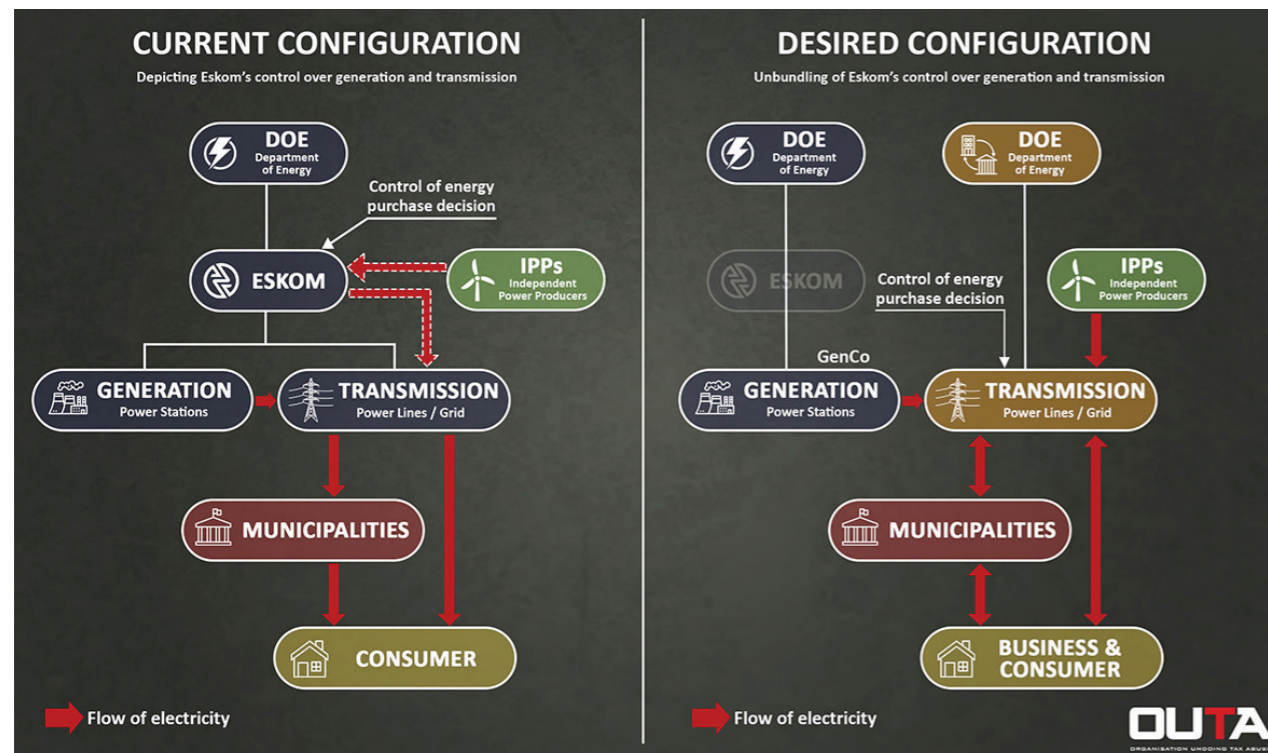 CURRENT CONFIGURATION
Depicting Eskom's control over generation and transmission
DOE
Department
of Energy
Control of energy
purchase decision
ESKOM
IPPs
Independent
Power Producers
GENERATION
Power Stations
TRANSMISSION
Power Lines / Grid
MUNICIPALITIES
CONSUMER
Flow of electricity
DESIRED CONFIGURATION
Unbundling of Eskom's control over generation and transmission
DOE
Department
of Energy
DOE
Department
of Energy
ESKOM
Control of energy
purchase decision
IPPs
Independent
Power Producers
GenCo
GENERATION
Power Stations
TRANSMISSION
Power Lines / Grid
MUNICIPALITIES
BUSINESS &
CONSUMER
Flow of electricity
OUTA
ORGANISATION UNDOING TAX ABUSE